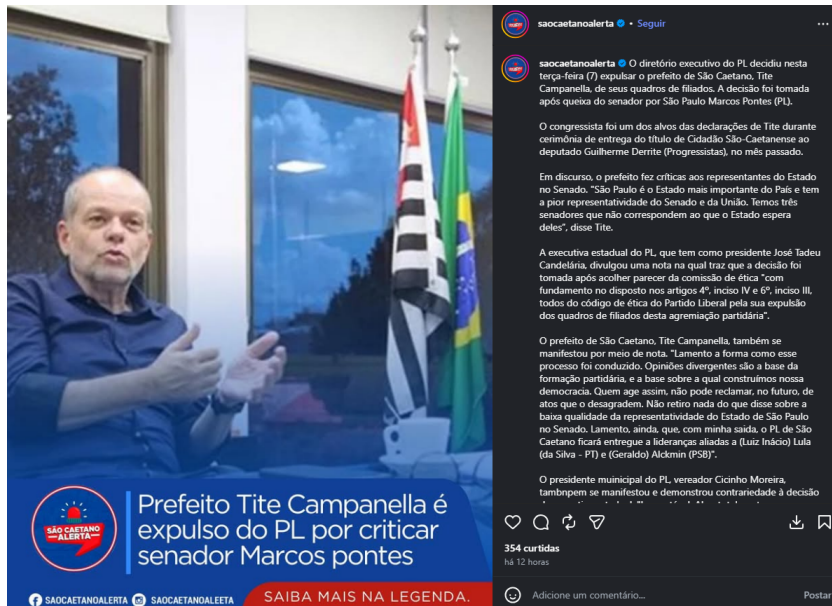 SÃO CAETANO
ALERTA
Prefeito Tite Campanella é
expulso do PL por criticar
senador Marcos pontes
SAOCAETANOALERTA SAOCAETANOALEETA
SAIBA MAIS NA LEGENDA.
saocaetanoalerta • Seguir
saocaetanoalerta O diretório executivo do PL decidiu nesta
terça-feira (7) expulsar o prefeito de São Caetano, Tite
Campanella, de seus quadros de filiados. A decisão foi tomada
após queixa do senador por São Paulo Marcos Pontes (PL).
O congressista foi um dos alvos das declarações de Tite durante
cerimônia de entrega do título de Cidadão São-Caetanense ao
deputado Guilherme Derrite (Progressistas), no mês passado.
Em discurso, o prefeito fez críticas aos representantes do Estado
no Senado. "São Paulo é o Estado mais importante do País e tem
a pior representatividade do Senado e da União. Temos três
senadores que não correspondem ao que o Estado espera
deles", disse Tite.
A executiva estadual do PL, que tem como presidente José Tadeu
Candelária, divulgou uma nota na qual traz que a decisão foi
tomada após acolher parecer da comissão de ética "com
fundamento no disposto nos artigos 4º, inciso IV e 6º, inciso III,
todos do código de ética do Partido Liberal pela sua expulsão
dos quadros de filiados desta agremiação partidária".
O prefeito de São Caetano, Tite Campanella, também se
manifestou por meio de nota. "Lamento a forma como esse
processo foi conduzido. Opiniões divergentes são a base da
formação partidária, e a base sobre a qual construímos nossa
democracia. Quem age assim, não pode reclamar, no futuro, de
atos que o desagradem. Não retiro nada do que disse sobre a
baixa qualidade da representatividade do Estado de São Paulo
no Senado. Lamento, ainda, que, com minha saida, o PL de São
Caetano ficará entregue a lideranças aliadas a (Luiz Inácio) Lula
(da Silva - PT) e (Geraldo) Alckmin (PSB)".
O presidente muinicipal do PL, vereador Cicinho Moreira,
tambnpem se manifestou e demonstrou contrariedade à decisão
354 curtidas
há 12 horas
Adicione um comentário...
Postar